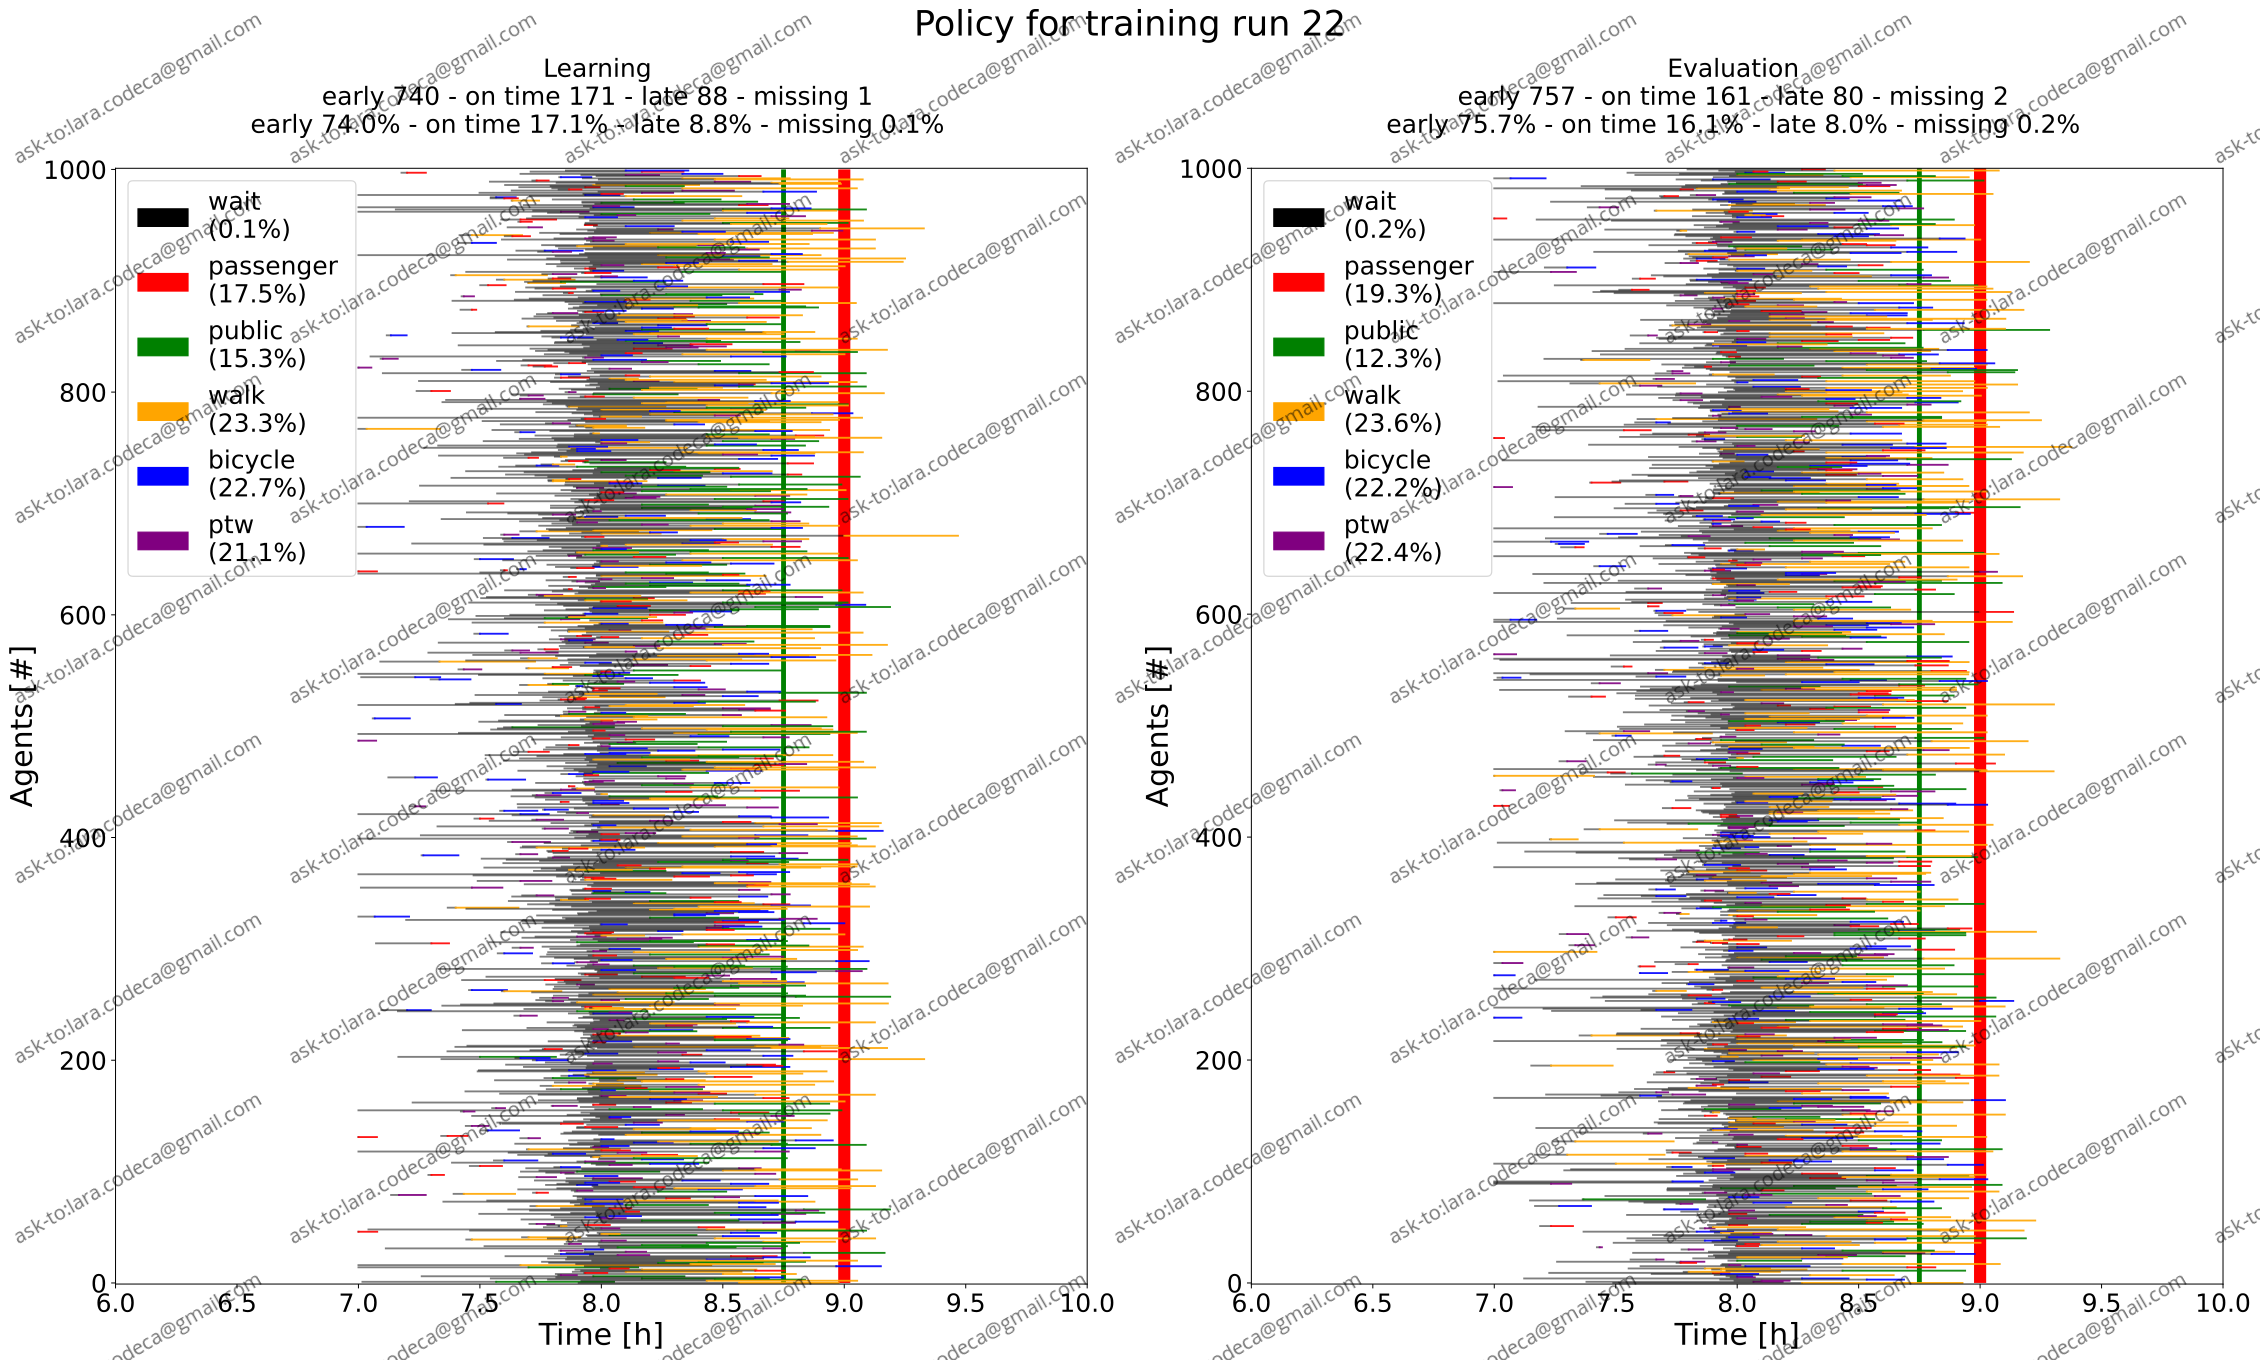 Policy for training run 22
Learning
early 740 - on time 171 - late 88 - missing 1
early 74.0% - on time 17.1% - late 8.8% - missing 0.1%
1000
800
600
400
200
0
Agents [#]
wait
(0.1%)
passenger
(17.5%)
public
(15.3%)
walk
(23.3%)
bicycle
(22.7%)
ptw
(21.1%)
6.0 6.5 7.0 7.5 8.0 8.5 9.0 9.5 10.0
Time [h]
Evaluation
early 757 - on time 161 - late 80 - missing 2
early 75.7% - on time 16.1% - late 8.0% - missing 0.2%
1000
800
600
400
200
0
Agents [#]
wait
(0.2%)
passenger
(19.3%)
public
(12.3%)
walk
(23.6%)
bicycle
(22.2%)
ptw
(22.4%)
6.0 6.5 7.0 7.5 8.0 8.5 9.0 9.5 10.0
Time [h]
ask-to:lara.codeca@gmail.com